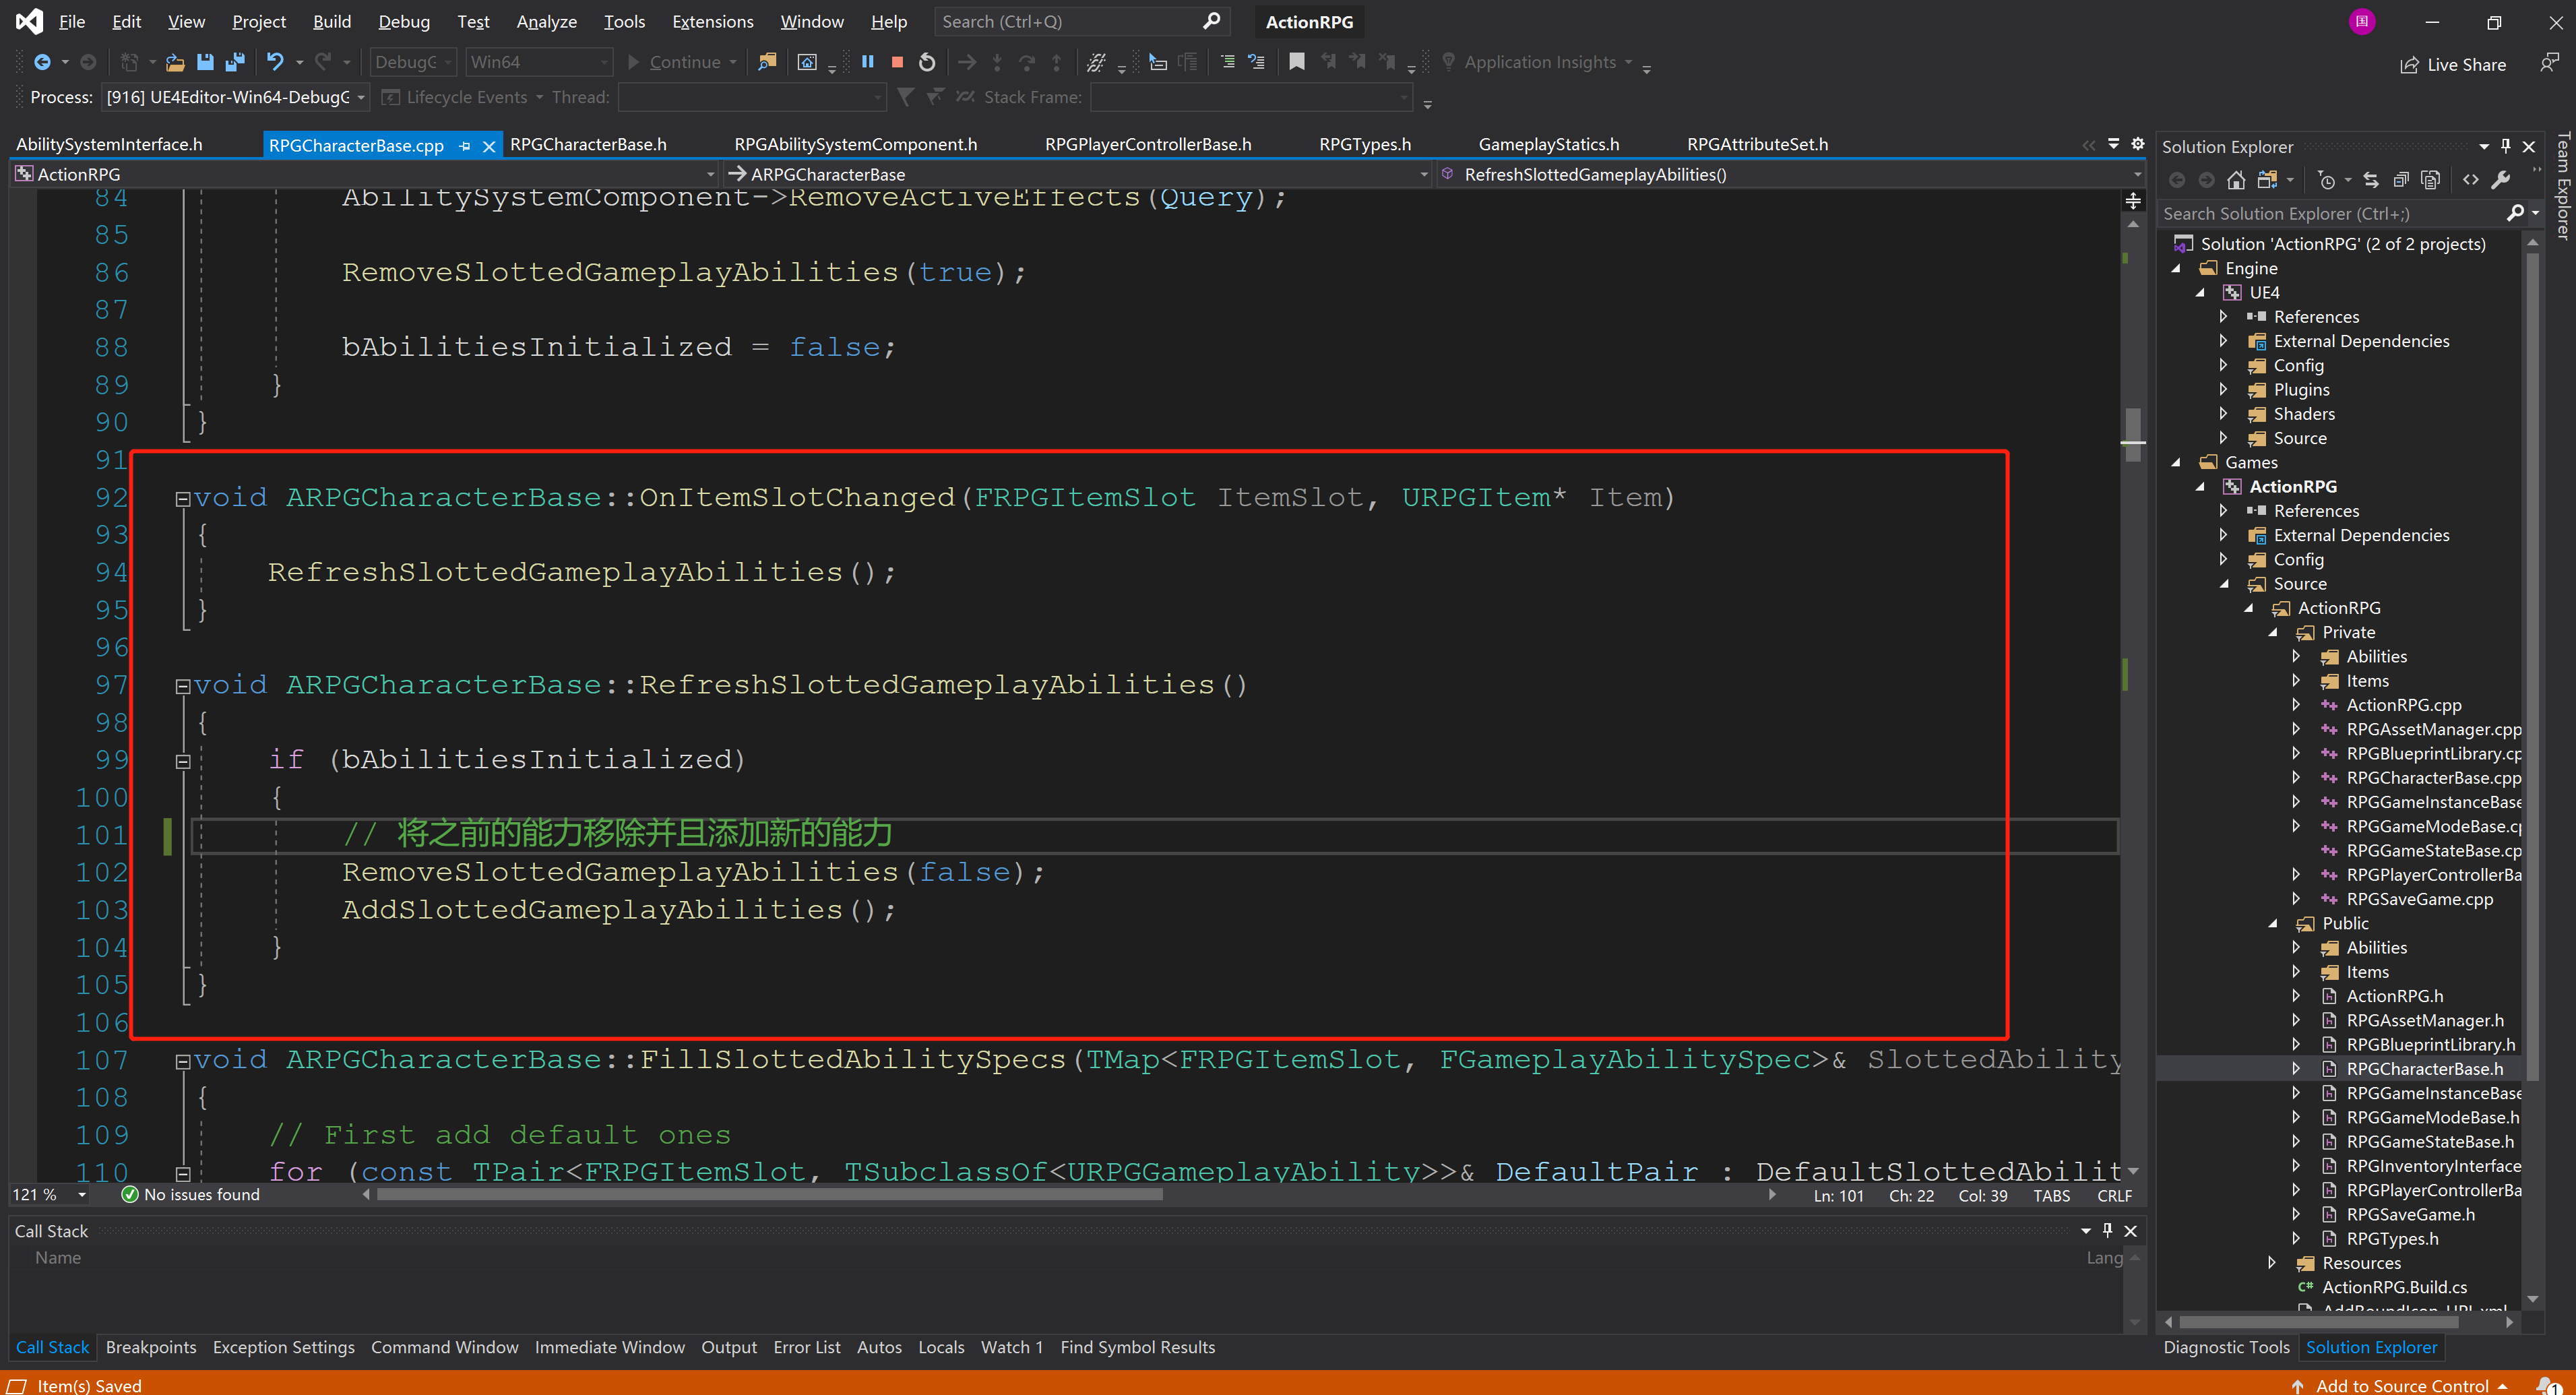 File Edit View Project Build Debug Test Analyze Tools Extensions Window Help Search (Ctrl+Q) ActionRPG 国
DebugG Win64 Continue Application Insights Live Share
Process: [916] UE4Editor-Win64-DebugG Lifecycle Events Thread: Stack Frame:
AbilitySystemInterface.h RPGCharacterBase.cpp RPGCharacterBase.h RPGAbilitySystemComponent.h RPGPlayerControllerBase.h RPGTypes.h GameplayStatics.h RPGAttributeSet.h
ActionRPG ARPGCharacterBase RefreshSlottedGameplayAbilities()
84 AbilitySystemComponent->RemoveActiveEffects(Query);
85
86 RemoveSlottedGameplayAbilities(true);
87
88 bAbilitiesInitialized = false;
89 }
90 }
91
92 void ARPGCharacterBase::OnItemSlotChanged(FRPGItemSlot ItemSlot, URPGItem* Item)
93 {
94 RefreshSlottedGameplayAbilities();
95 }
96
97 void ARPGCharacterBase::RefreshSlottedGameplayAbilities()
98 {
99 if (bAbilitiesInitialized)
100 {
101 // 将之前的能力移除并且添加新的能力
102 RemoveSlottedGameplayAbilities(false);
103 AddSlottedGameplayAbilities();
104 }
105 }
106
107 void ARPGCharacterBase::FillSlottedAbilitySpecs(TMap<FRPGItemSlot, FGameplayAbilitySpec>& SlottedAbility
108 {
109 // First add default ones
110 for (const TPair<FRPGItemSlot, TSubclassOf<URPGGameplayAbility>>& DefaultPair : DefaultSlottedAbilit
121 % No issues found Ln: 101 Ch: 22 Col: 39 TABS CRLF
Call Stack
Name Lang
Call Stack Breakpoints Exception Settings Command Window Immediate Window Output Error List Autos Locals Watch 1 Find Symbol Results
Solution Explorer
Search Solution Explorer (Ctrl+;)
Solution 'ActionRPG' (2 of 2 projects)
Engine
UE4
References
External Dependencies
Config
Plugins
Shaders
Source
Games
ActionRPG
References
External Dependencies
Config
Source
ActionRPG
Private
Abilities
Items
ActionRPG.cpp
RPGAssetManager.cpp
RPGBlueprintLibrary.cp
RPGCharacterBase.cpp
RPGGameInstanceBase
RPGGameModeBase.c
RPGGameStateBase.cp
RPGPlayerControllerBa
RPGSaveGame.cpp
Public
Abilities
Items
ActionRPG.h
RPGAssetManager.h
RPGBlueprintLibrary.h
RPGCharacterBase.h
RPGGameInstanceBase
RPGGameModeBase.h
RPGGameStateBase.h
RPGInventoryInterface
RPGPlayerControllerBa
RPGSaveGame.h
RPGTypes.h
Resources
ActionRPG.Build.cs
Diagnostic Tools Solution Explorer
Team Explorer
Item(s) Saved Add to Source Control 1